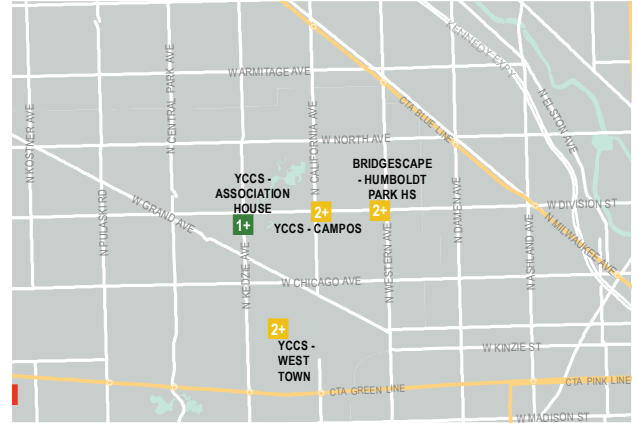 W ARMITAGE AVE
KENNEDY EXPY
N ELSTON AVE
N KOSTNER AVE
N CENTRAL PARK AVE
N CALIFORNIA AVE
CTA BLUE LINE
W NORTH AVE
YCCS -
ASSOCIATION
HOUSE
BRIDGESCAPE
- HUMBOLDT
PARK HS
1+
2+
2+
YCCS - CAMPOS
W DIVISION ST
N PULASKI RD
W GRAND AVE
N KEDZIE AVE
N WESTERN AVE
N DAMEN AVE
N ASHLAND AVE
N MILWAUKEE AVE
W CHICAGO AVE
2+
YCCS -
WEST
TOWN
W KINZIE ST
CTA GREEN LINE
CTA PINK LINE
W MADISON ST